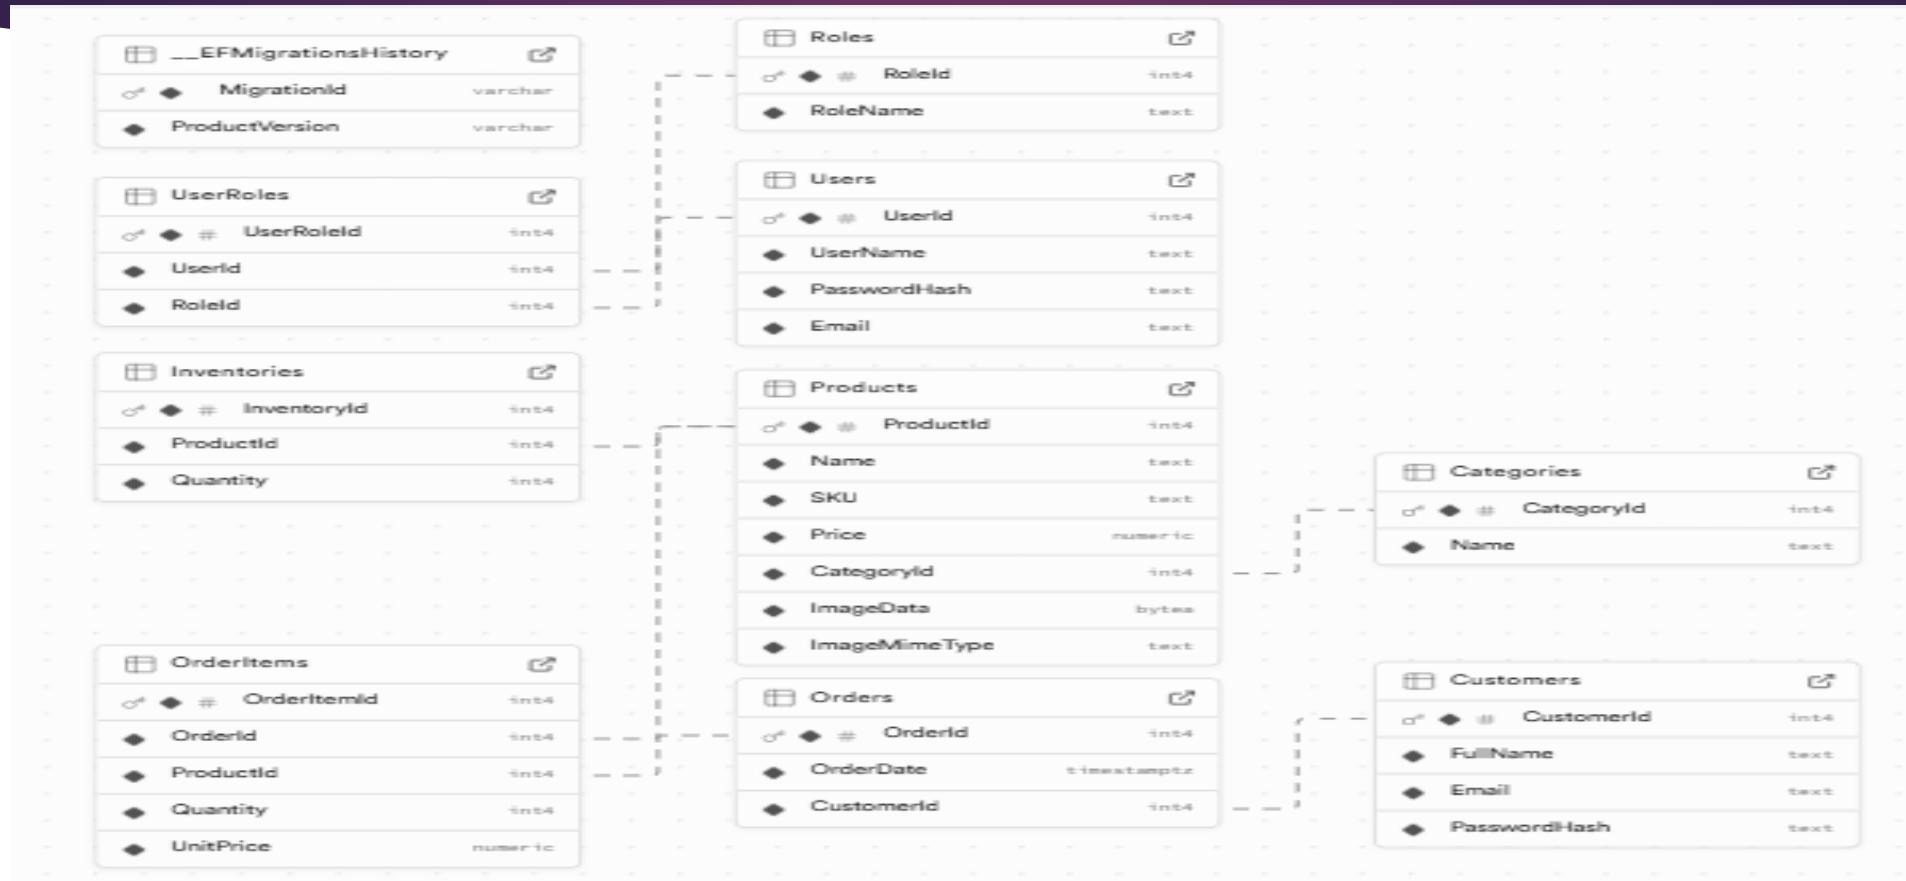 __EFMigrationsHistory
MigrationId varchar
ProductVersion varchar
UserRoles
# UserRoleId int4
UserId int4
RoleId int4
Inventories
# InventoryId int4
ProductId int4
Quantity int4
OrderItems
# OrderItemId int4
OrderId int4
ProductId int4
Quantity int4
UnitPrice numeric
Roles
# RoleId int4
RoleName text
Users
# UserId int4
UserName text
PasswordHash text
Email text
Products
# ProductId int4
Name text
SKU text
Price numeric
CategoryId int4
ImageData bytea
ImageMimeType text
Orders
# OrderId int4
OrderDate timestamptz
CustomerId int4
Categories
# CategoryId int4
Name text
Customers
# CustomerId int4
FullName text
Email text
PasswordHash text